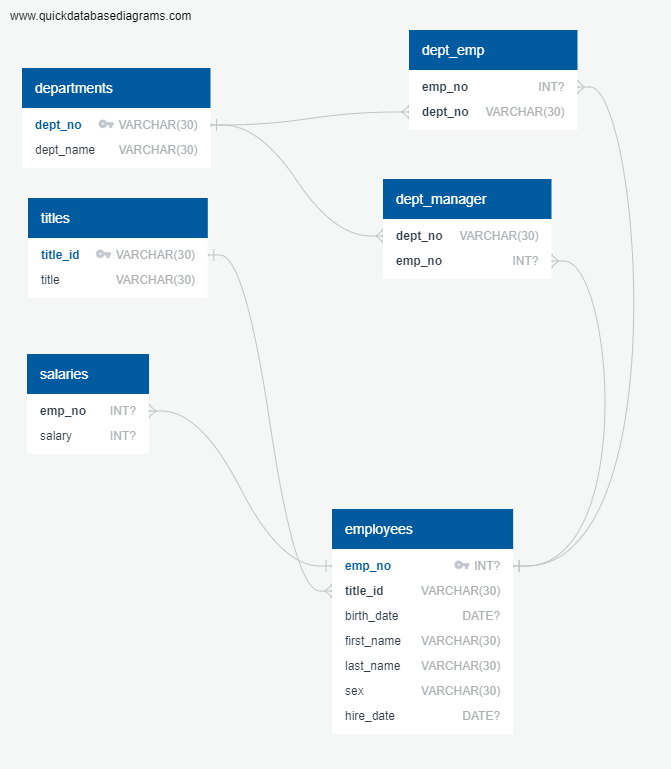 www.quickdatabasediagrams.com
dept_emp
emp_no INT?
dept_no VARCHAR(30)
departments
dept_no VARCHAR(30)
dept_name VARCHAR(30)
dept_manager
dept_no VARCHAR(30)
emp_no INT?
titles
title_id VARCHAR(30)
title VARCHAR(30)
salaries
emp_no INT?
salary INT?
employees
emp_no INT?
title_id VARCHAR(30)
birth_date DATE?
first_name VARCHAR(30)
last_name VARCHAR(30)
sex VARCHAR(30)
hire_date DATE?